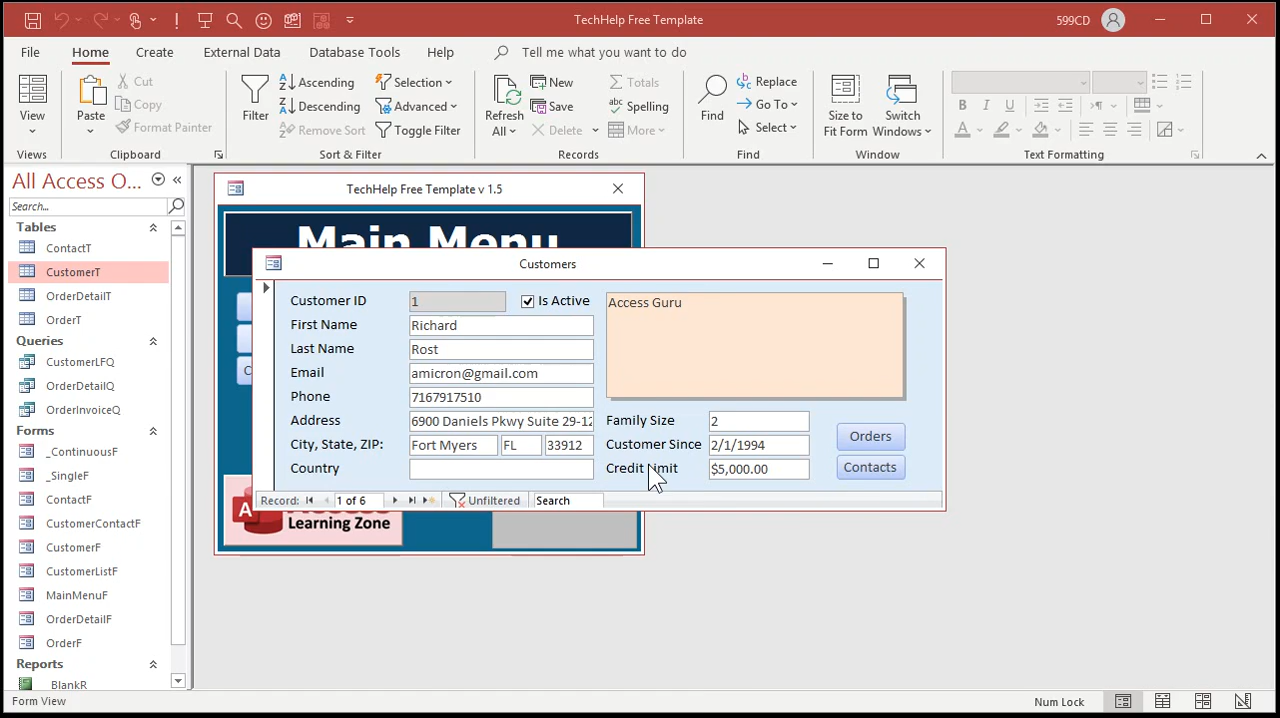 TechHelp Free Template
599CD
File Home Create External Data Database Tools Help Tell me what you want to do
View
Views
Paste
Cut
Copy
Format Painter
Clipboard
Filter
Ascending
Descending
Remove Sort
Selection
Advanced
Toggle Filter
Sort & Filter
Refresh
All
New
Save
Delete
Totals
Spelling
More
Records
Find
Replace
Go To
Select
Find
Size to
Fit Form
Switch
Windows
Window
Text Formatting
All Access O...
Search...
Tables
ContactT
CustomerT
OrderDetailT
OrderT
Queries
CustomerLFQ
OrderDetailQ
OrderInvoiceQ
Forms
_ContinuousF
_SingleF
ContactF
CustomerContactF
CustomerF
CustomerListF
MainMenuF
OrderDetailF
OrderF
Reports
BlankR
TechHelp Free Template v 1.5
Main Menu
Customers
Customer ID 1 Is Active
First Name Richard
Last Name Rost
Email amicron@gmail.com
Phone 7167917510
Address 6900 Daniels Pkwy Suite 29-12
City, State, ZIP: Fort Myers FL 33912
Country
Access Guru
Family Size 2
Customer Since 2/1/1994
Credit Limit $5,000.00
Orders
Contacts
Record: 1 of 6 Unfiltered Search
Learning Zone
Form View
Num Lock